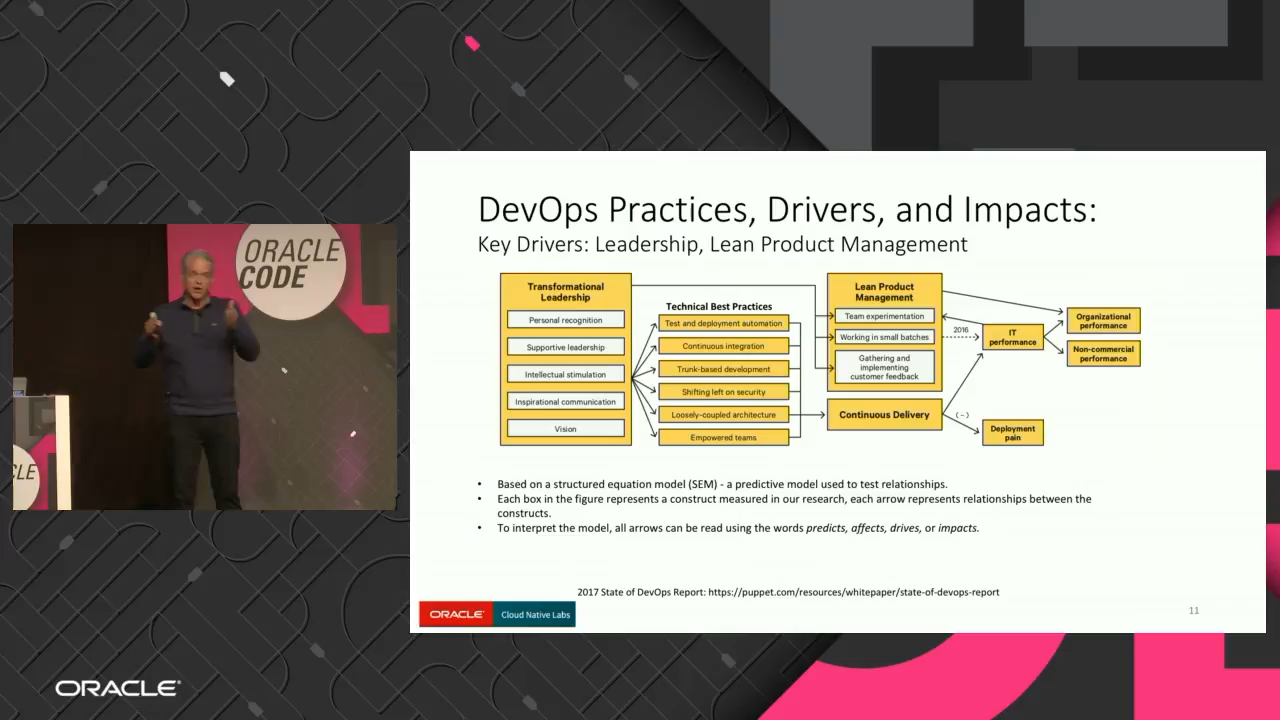 ORACLE
CODE
CLE
DevOps Practices, Drivers, and Impacts:
Key Drivers: Leadership, Lean Product Management
Transformational
Leadership
Personal recognition
Supportive leadership
Intellectual stimulation
Inspirational communication
Vision
Technical Best Practices
Test and deployment automation
Continuous integration
Trunk-based development
Shifting left on security
Loosely-coupled architecture
Empowered teams
Lean Product
Management
Team experimentation
Working in small batches
Gathering and
implementing
customer feedback
Continuous Delivery
2016
(-)
IT
performance
Deployment
pain
Organizational
performance
Non-commercial
performance
• Based on a structured equation model (SEM) - a predictive model used to test relationships.
• Each box in the figure represents a construct measured in our research, each arrow represents relationships between the
constructs.
• To interpret the model, all arrows can be read using the words predicts, affects, drives, or impacts.
2017 State of DevOps Report: https://puppet.com/resources/whitepaper/state-of-devops-report
ORACLE Cloud Native Labs
11
ORACLE